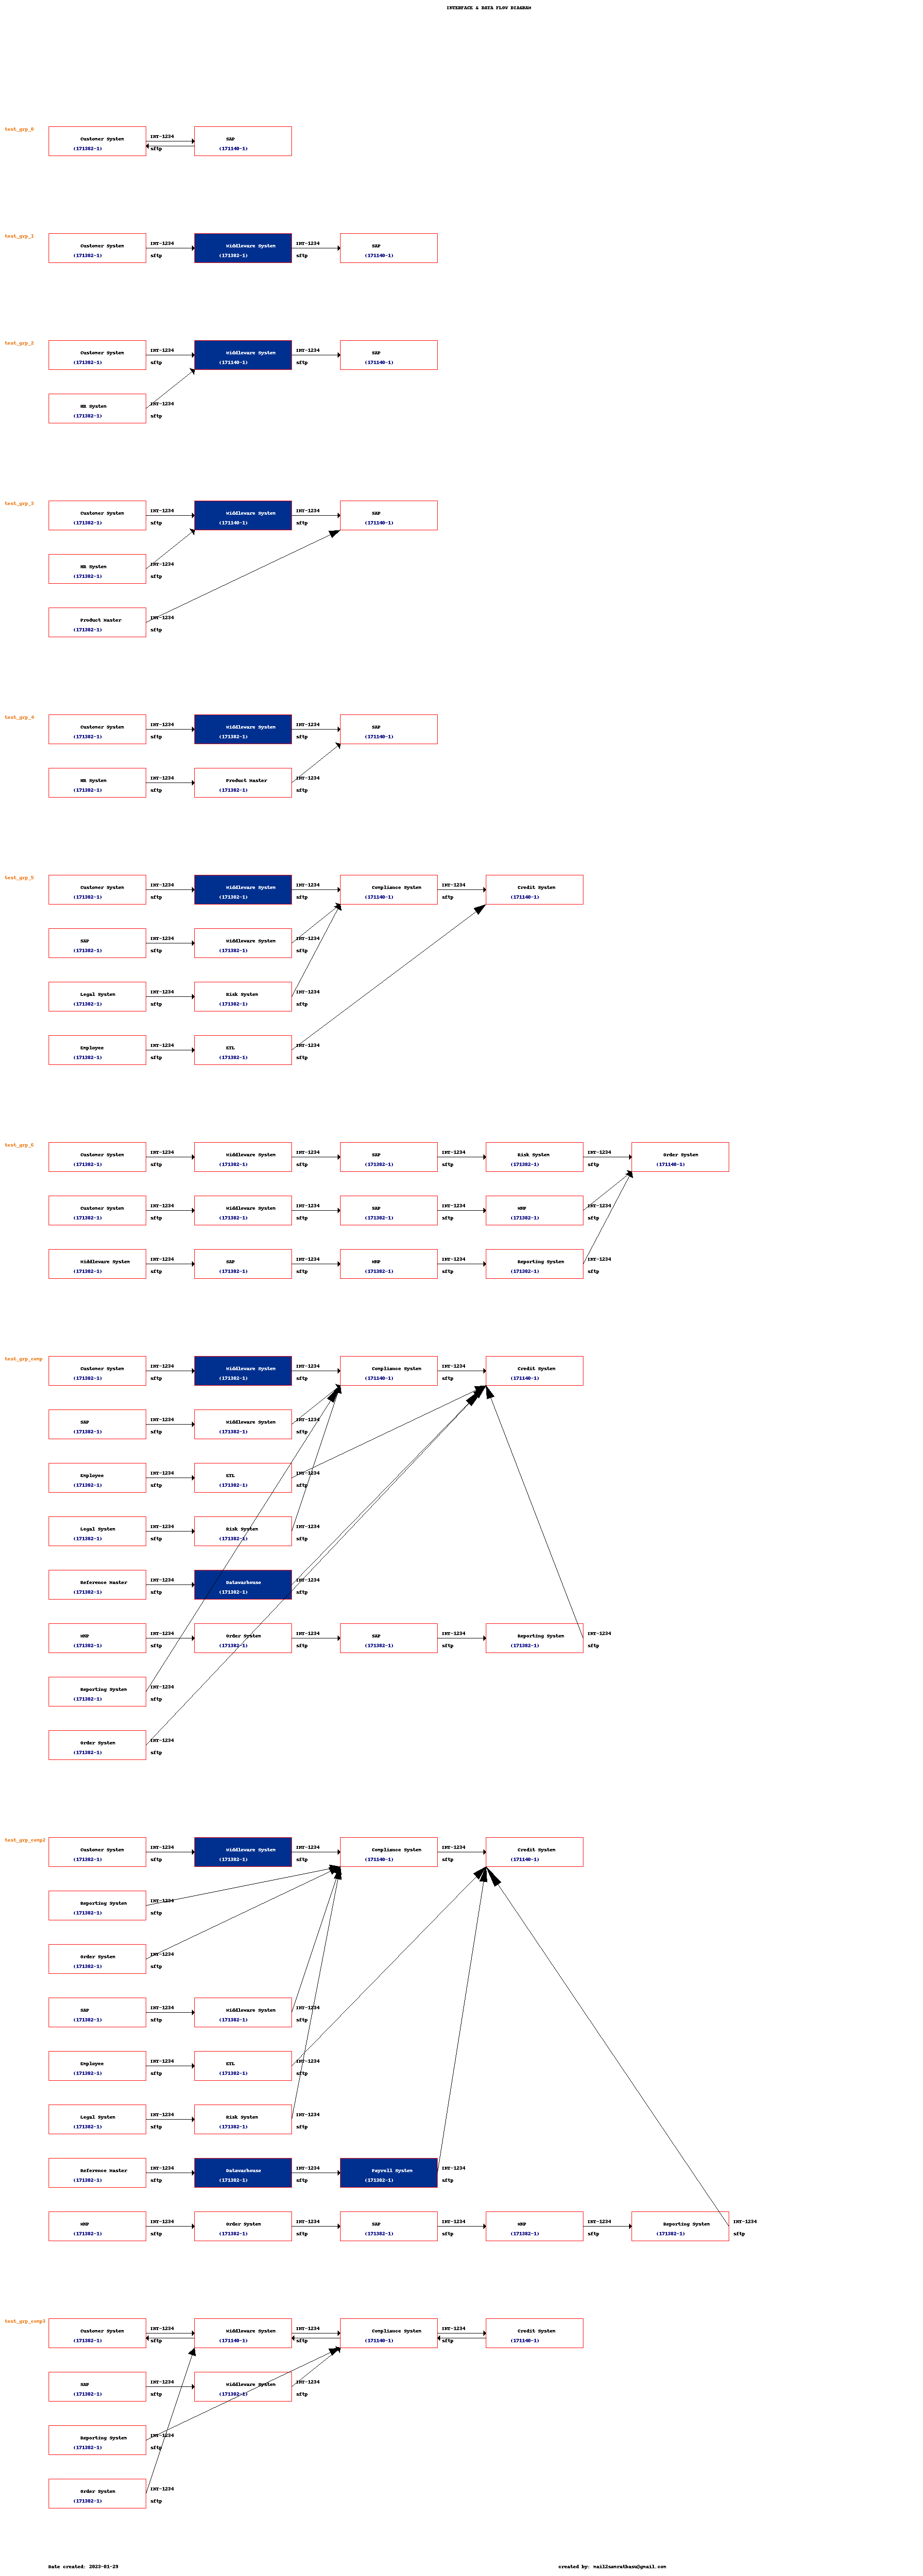 INTERFACE & DATA FLOW DIAGRAM
test_grp_0
Customer System INT-1234 SAP
(171382-1) sftp (171140-1)
test_grp_1
Customer System INT-1234 Middleware System INT-1234 SAP
(171382-1) sftp (171382-1) sftp (171140-1)
test_grp_2
Customer System INT-1234 Middleware System INT-1234 SAP
(171382-1) sftp (171140-1) sftp (171140-1)
HR System INT-1234
(171382-1) sftp
test_grp_3
Customer System INT-1234 Middleware System INT-1234 SAP
(171382-1) sftp (171140-1) sftp (171140-1)
HR System INT-1234
(171382-1) sftp
Product Master INT-1234
(171382-1) sftp
test_grp_4
Customer System INT-1234 Middleware System INT-1234 SAP
(171382-1) sftp (171382-1) sftp (171140-1)
HR System INT-1234 Product Master INT-1234
(171382-1) sftp (171382-1) sftp
test_grp_5
Customer System INT-1234 Middleware System INT-1234 Compliance System INT-1234 Credit System
(171382-1) sftp (171382-1) sftp (171140-1) sftp (171140-1)
SAP INT-1234 Middleware System INT-1234
(171382-1) sftp (171382-1) sftp
Legal System INT-1234 Risk System INT-1234
(171382-1) sftp (171382-1) sftp
Employee INT-1234 ETL INT-1234
(171382-1) sftp (171382-1) sftp
test_grp_6
Customer System INT-1234 Middleware System INT-1234 SAP INT-1234 Risk System INT-1234 Order System
(171382-1) sftp (171382-1) sftp (171382-1) sftp (171382-1) sftp (171140-1)
Customer System INT-1234 Middleware System INT-1234 SAP INT-1234 WMP INT-1234
(171382-1) sftp (171382-1) sftp (171382-1) sftp (171382-1) sftp
Middleware System INT-1234 SAP INT-1234 WMP INT-1234 Reporting System INT-1234
(171382-1) sftp (171382-1) sftp (171382-1) sftp (171382-1) sftp
test_grp_comp
Customer System INT-1234 Middleware System INT-1234 Compliance System INT-1234 Credit System
(171382-1) sftp (171382-1) sftp (171140-1) sftp (171140-1)
SAP INT-1234 Middleware System INT-1234
(171382-1) sftp (171382-1) sftp
Employee INT-1234 ETL INT-1234
(171382-1) sftp (171382-1) sftp
Legal System INT-1234 Risk System INT-1234
(171382-1) sftp (171382-1) sftp
Reference Master INT-1234 Datawarhouse INT-1234
(171382-1) sftp (171382-1) sftp
WMP INT-1234 Order System INT-1234 SAP INT-1234 Reporting System INT-1234
(171382-1) sftp (171382-1) sftp (171382-1) sftp (171382-1) sftp
Reporting System INT-1234
(171382-1) sftp
Order System INT-1234
(171382-1) sftp
test_grp_comp2
Customer System INT-1234 Middleware System INT-1234 Compliance System INT-1234 Credit System
(171382-1) sftp (171382-1) sftp (171140-1) sftp (171140-1)
Reporting System INT-1234
(171382-1) sftp
Order System INT-1234
(171382-1) sftp
SAP INT-1234 Middleware System INT-1234
(171382-1) sftp (171382-1) sftp
Employee INT-1234 ETL INT-1234
(171382-1) sftp (171382-1) sftp
Legal System INT-1234 Risk System INT-1234
(171382-1) sftp (171382-1) sftp
Reference Master INT-1234 Datawarhouse INT-1234 Payroll System INT-1234
(171382-1) sftp (171382-1) sftp (171382-1) sftp
WMP INT-1234 Order System INT-1234 SAP INT-1234 WMP INT-1234 Reporting System INT-1234
(171382-1) sftp (171382-1) sftp (171382-1) sftp (171382-1) sftp (171382-1) sftp
test_grp_comp3
Customer System INT-1234 Middleware System INT-1234 Compliance System INT-1234 Credit System
(171382-1) sftp (171140-1) sftp (171140-1) sftp (171140-1)
SAP INT-1234 Middleware System INT-1234
(171382-1) sftp (171382-1) sftp
Reporting System INT-1234
(171382-1) sftp
Order System INT-1234
(171382-1) sftp
Date created: 2023-01-29 created by: